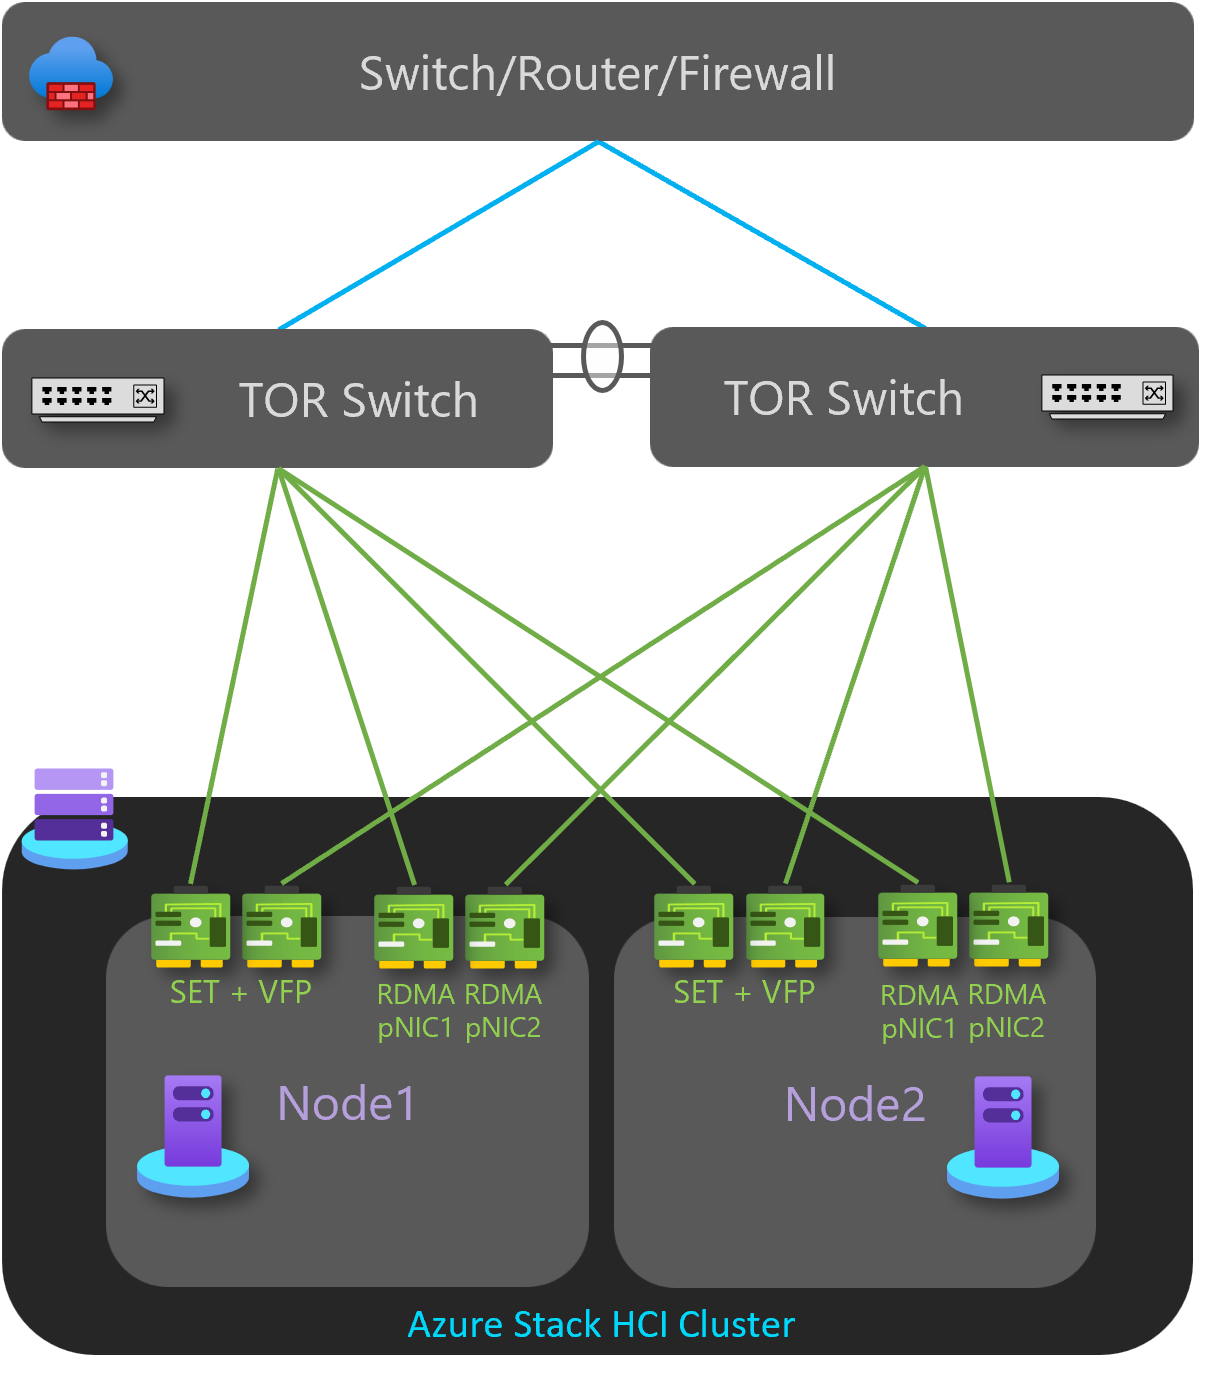 Switch/Router/Firewall
TOR Switch
TOR Switch
SET + VFP
RDMA RDMA
pNIC1 pNIC2
SET + VFP
RDMA RDMA
pNIC1 pNIC2
Node1
Node2
Azure Stack HCI Cluster